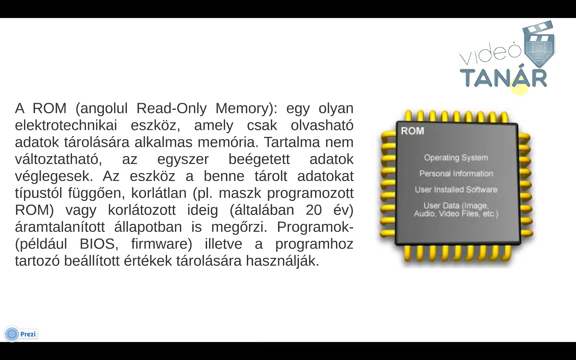 videó
TANÁR
A ROM (angolul Read-Only Memory): egy olyan
elektrotechnikai eszköz, amely csak olvasható
adatok tárolására alkalmas memória. Tartalma nem
változtatható, az egyszer beégetett adatok
véglegesek. Az eszköz a benne tárolt adatokat
típustól függően, korlátlan (pl. maszk programozott
ROM) vagy korlátozott ideig (általában 20 év)
áramtalanított állapotban is megőrzi. Programok-
(például BIOS, firmware) illetve a programhoz
tartozó beállított értékek tárolására használják.
ROM
Operating System
Personal Information
User Installed Software
User Data (Image,
Audio, Video Files, etc.)
Prezi